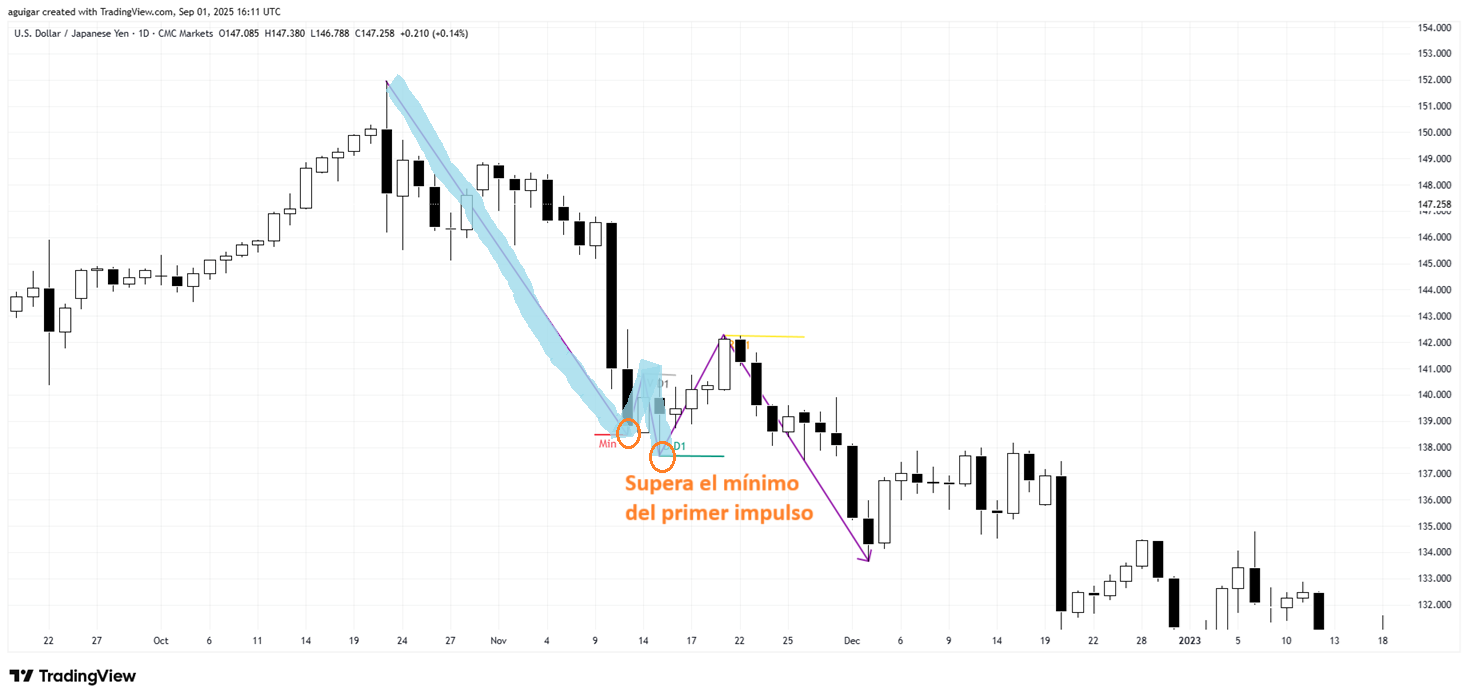 aguigar created with TradingView.com, Sep 01, 2025 16:11 UTC
U.S. Dollar / Japanese Yen · 1D · CMC Markets O147.085 H147.380 L146.788 C147.258 +0.210 (+0.14%)
154.000
153.000
152.000
151.000
150.000
149.000
148.000
147.258
147.000
146.000
145.000
144.000
143.000
142.000
141.000
140.000
139.000
138.000
137.000
136.000
135.000
134.000
133.000
132.000
D1
Min
D1
Supera el mínimo
del primer impulso
22 27 Oct 6 11 14 19 24 27 Nov 4 9 14 17 22 25 Dec 6 9 14 19 22 28 2023 5 10 13 18
TradingView